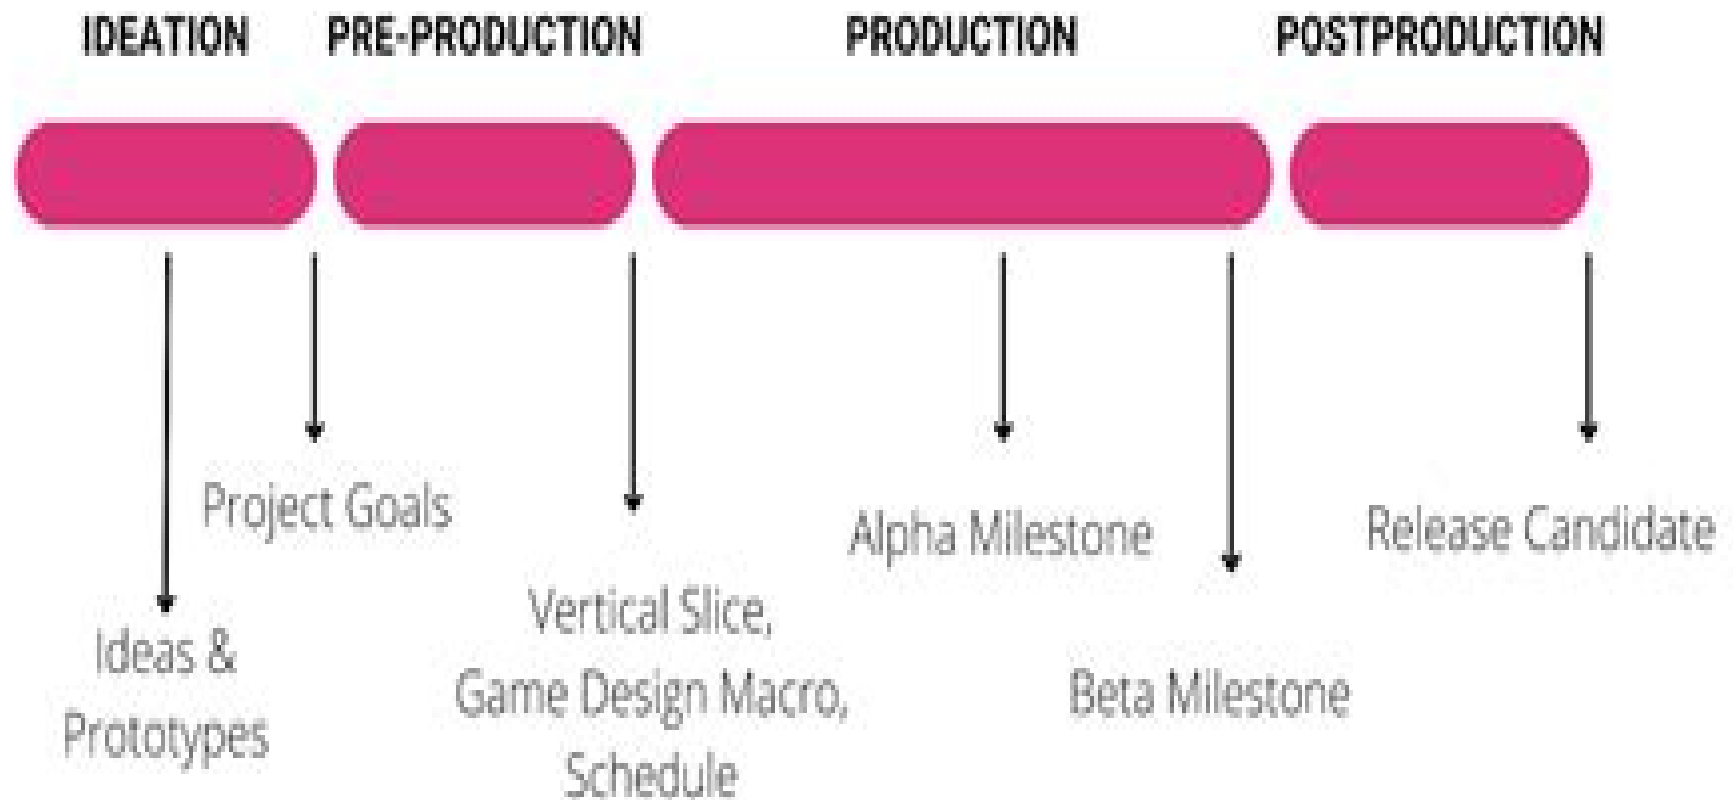 IDEATION
PRE-PRODUCTION
PRODUCTION
POSTPRODUCTION
Project Goals
Ideas &
Prototypes
Vertical Slice,
Game Design Macro,
Schedule
Alpha Milestone
Beta Milestone
Release Candidate